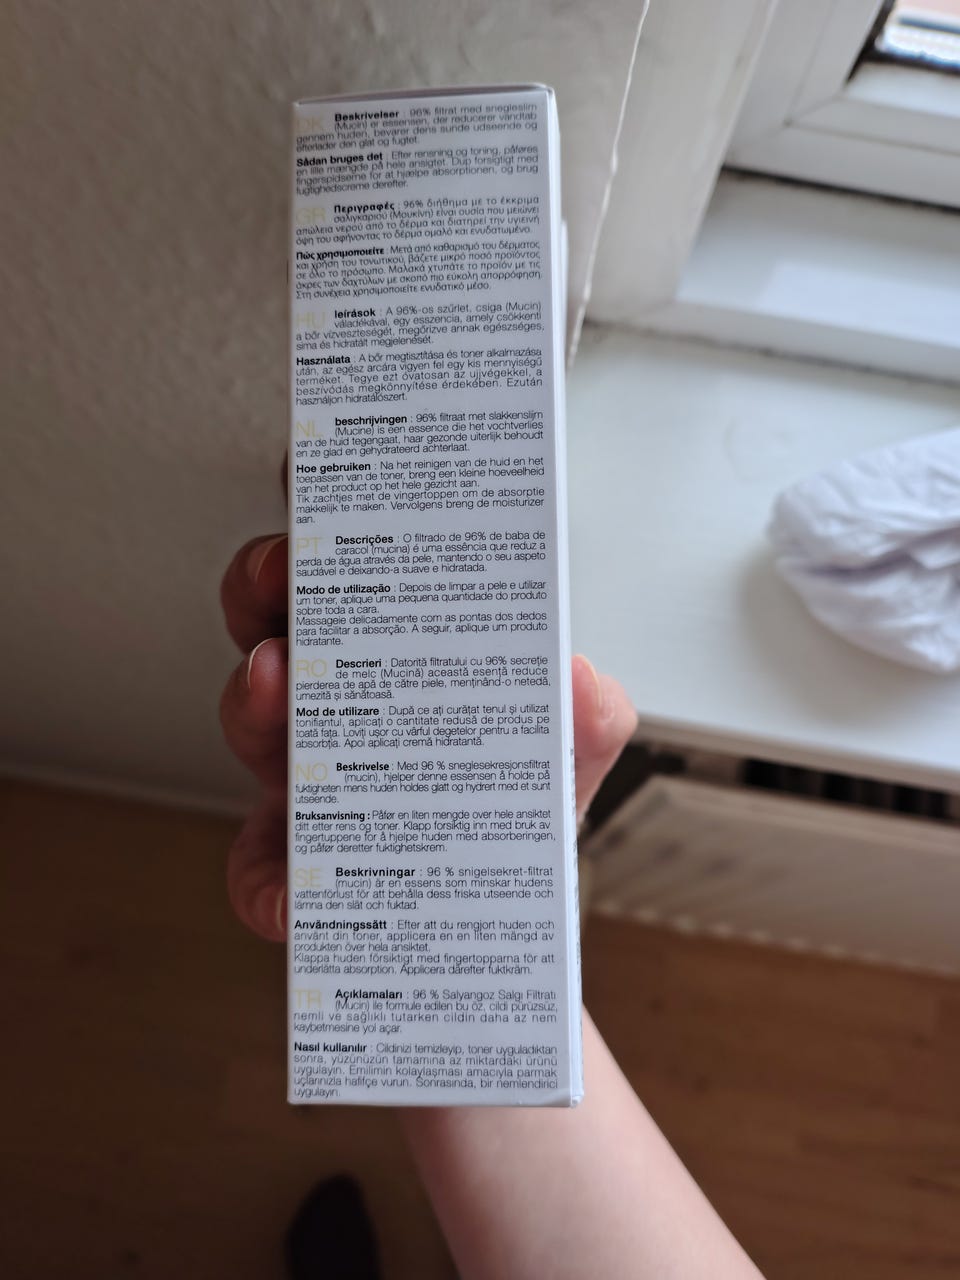 DK Beskrivelser : 96% filtrat med snegleslim
(Mucin) er essensen, der reducerer vandtab
gennem huden, bevarer dens sunde udseende og
efterlader den glat og fugtet.
Sådan bruges det : Efter rensning og toning, påføres
en lille mængde på hele ansigtet. Dup forsigtigt med
fingerspidserne for at hjælpe absorptionen, og brug
fugtighedscreme derefter.
GR Περιγραφές : 96% διήθημα με το έκκριμα
σαλιγκαριού (Μουκίνη) είναι ουσία που μειώνει
απώλεια νερού από το δέρμα και διατηρεί την υγιεινή
όψη του αφήνοντας το δέρμα ομαλό και ενυδατωμένο.
Πώς χρησιμοποιείτε : Μετά από καθαρισμό του δέρματος
και χρήση του τονωτικού, βάζετε μικρό ποσό προϊόντος
σε όλο το πρόσωπο. Μαλακά χτυπάτε το προϊόν με τις
άκρες των δαχτύλων με σκοπό πιο εύκολη απορρόφηση.
Στη συνέχεια χρησιμοποιείτε ενυδατικό μέσο.
HU leírások : A 96%-os szűrlet, csiga (Mucin)
váladékával, egy esszencia, amely csökkenti
a bőr vízveszteségét, megőrizve annak egészséges,
sima és hidratált megjelenését.
Használata : A bőr megtisztítása és toner alkalmazása
után, az egész arcára vigyen fel egy kis mennyiségű
terméket. Tegye ezt óvatosan az ujjvégekkel, a
beszívódás megkönnyítése érdekében. Ezután
használjon hidratálószert.
NL beschrijvingen : 96% filtraat met slakkenslijm
(Mucine) is een essence die het vochtverlies
van de huid tegengaat, haar gezonde uiterlijk behoudt
en ze glad en gehydrateerd achterlaat.
Hoe gebruiken : Na het reinigen van de huid en het
toepassen van de toner, breng een kleine hoeveelheid
van het product op het hele gezicht aan.
Tik zachtjes met de vingertoppen om de absorptie
makkelijk te maken. Vervolgens breng de moisturizer
aan.
PT Descrições : O filtrado de 96% de baba de
caracol (mucina) é uma essência que reduz a
perda de água através da pele, mantendo o seu aspeto
saudável e deixando-a suave e hidratada.
Modo de utilização : Depois de limpar a pele e utilizar
um toner, aplique uma pequena quantidade do produto
sobre toda a cara.
Massageie delicadamente com as pontas dos dedos
para facilitar a absorção. A seguir, aplique um produto
hidratante.
RO Descrieri : Datorită filtratului cu 96% secreție
de melc (Mucină) această esență reduce
pierderea de apă de către piele, menținând-o netedă,
umezită și sănătoasă.
Mod de utilizare : După ce ați curățat tenul și utilizat
tonifiantul, aplicați o cantitate redusă de produs pe
toată fața. Loviți ușor cu vârful degetelor pentru a facilita
absorbția. Apoi aplicați cremă hidratantă.
NO Beskrivelse : Med 96 % sneglesekresjonsfiltrat
(mucin), hjelper denne essensen å holde på
fuktigheten mens huden holdes glatt og hydrert med et sunt
utseende.
Bruksanvisning : Påfør en liten mengde over hele ansiktet
ditt etter rens og toner. Klapp forsiktig inn med bruk av
fingertuppene for å hjelpe huden med absorberingen,
og påfør deretter fuktighetskrem.
SE Beskrivningar : 96 % snigelsekret-filtrat
(mucin) är en essens som minskar hudens
vattenförlust för att behålla dess friska utseende och
lämna den slät och fuktad.
Användningssätt : Efter att du rengjort huden och
använt din toner, applicera en en liten mängd av
produkten över hela ansiktet.
Klappa huden försiktigt med fingertopparna för att
underlätta absorption. Applicera därefter fuktkräm.
TR Açıklamaları : 96 % Salyangoz Salgı Filtratı
(Mucin) ile formule edilen bu öz, cildi pürüzsüz,
nemli ve sağlıklı tutarken cildin daha az nem
kaybetmesine yol açar.
Nasıl kullanılır : Cildinizi temizleyip, toner uyguladıktan
sonra, yüzünüzün tamamına az miktardaki ürünü
uygulayın. Emilimin kolaylaşması amacıyla parmak
uçlarınızla hafifçe vurun. Sonrasında, bir nemlendirici
uygulayın.